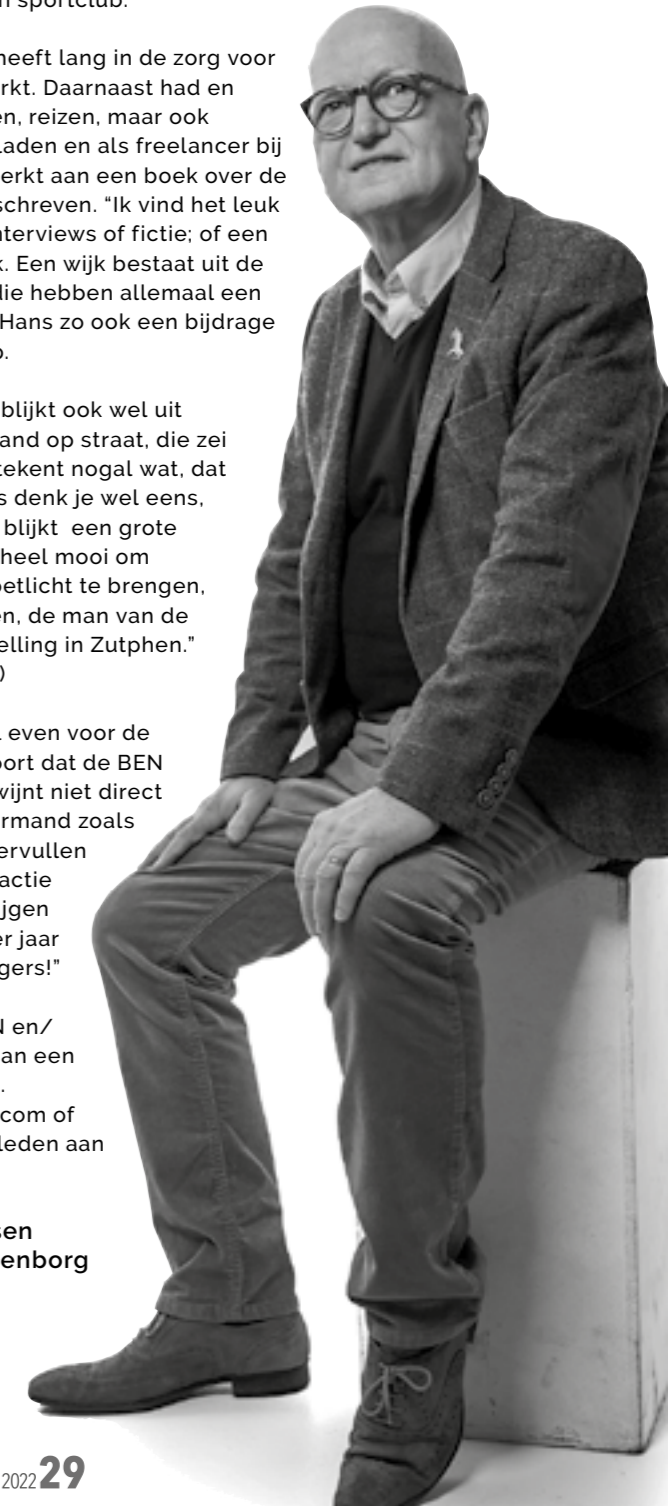 sportclub.
heeft lang in de zorg voor
rkt. Daarnaast had en
en, reizen, maar ook
laden en als freelancer bij
erkt aan een boek over de
schreven. “Ik vind het leuk
nterviews of fictie; of een
k. Een wijk bestaat uit de
die hebben allemaal een
Hans zo ook een bijdrage
o.
blijkt ook wel uit
and op straat, die zei
tekent nogal wat, dat
s denk je wel eens,
blijkt een grote
heel mooi om
oetlicht te brengen,
en, de man van de
elling in Zutphen.”
)
l even voor de
oort dat de BEN
wijnt niet direct
ermand zoals
ervullen
actie
ijgen
er jaar
gers!”
N en/
an een
.
com of
leden aan
sen
enborg
2022 29